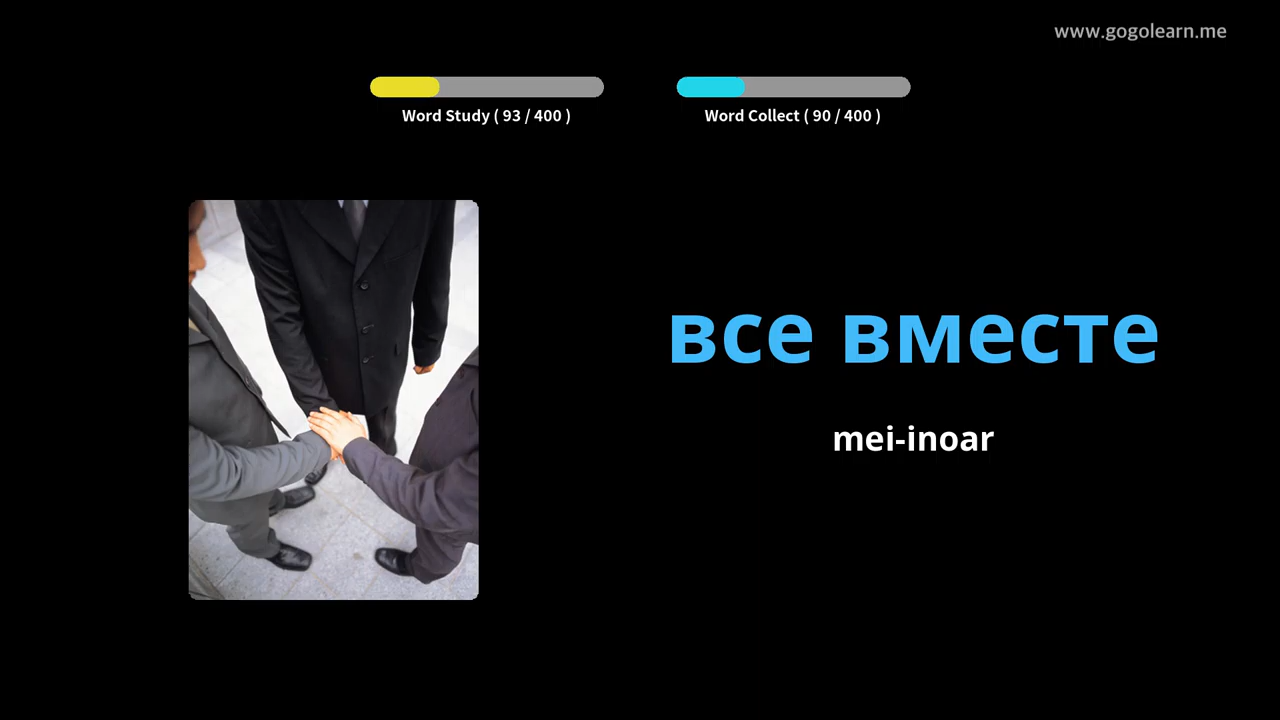 www.gogolearn.me
Word Study ( 93 / 400 )
Word Collect ( 90 / 400 )
все вместе
mei-inoar